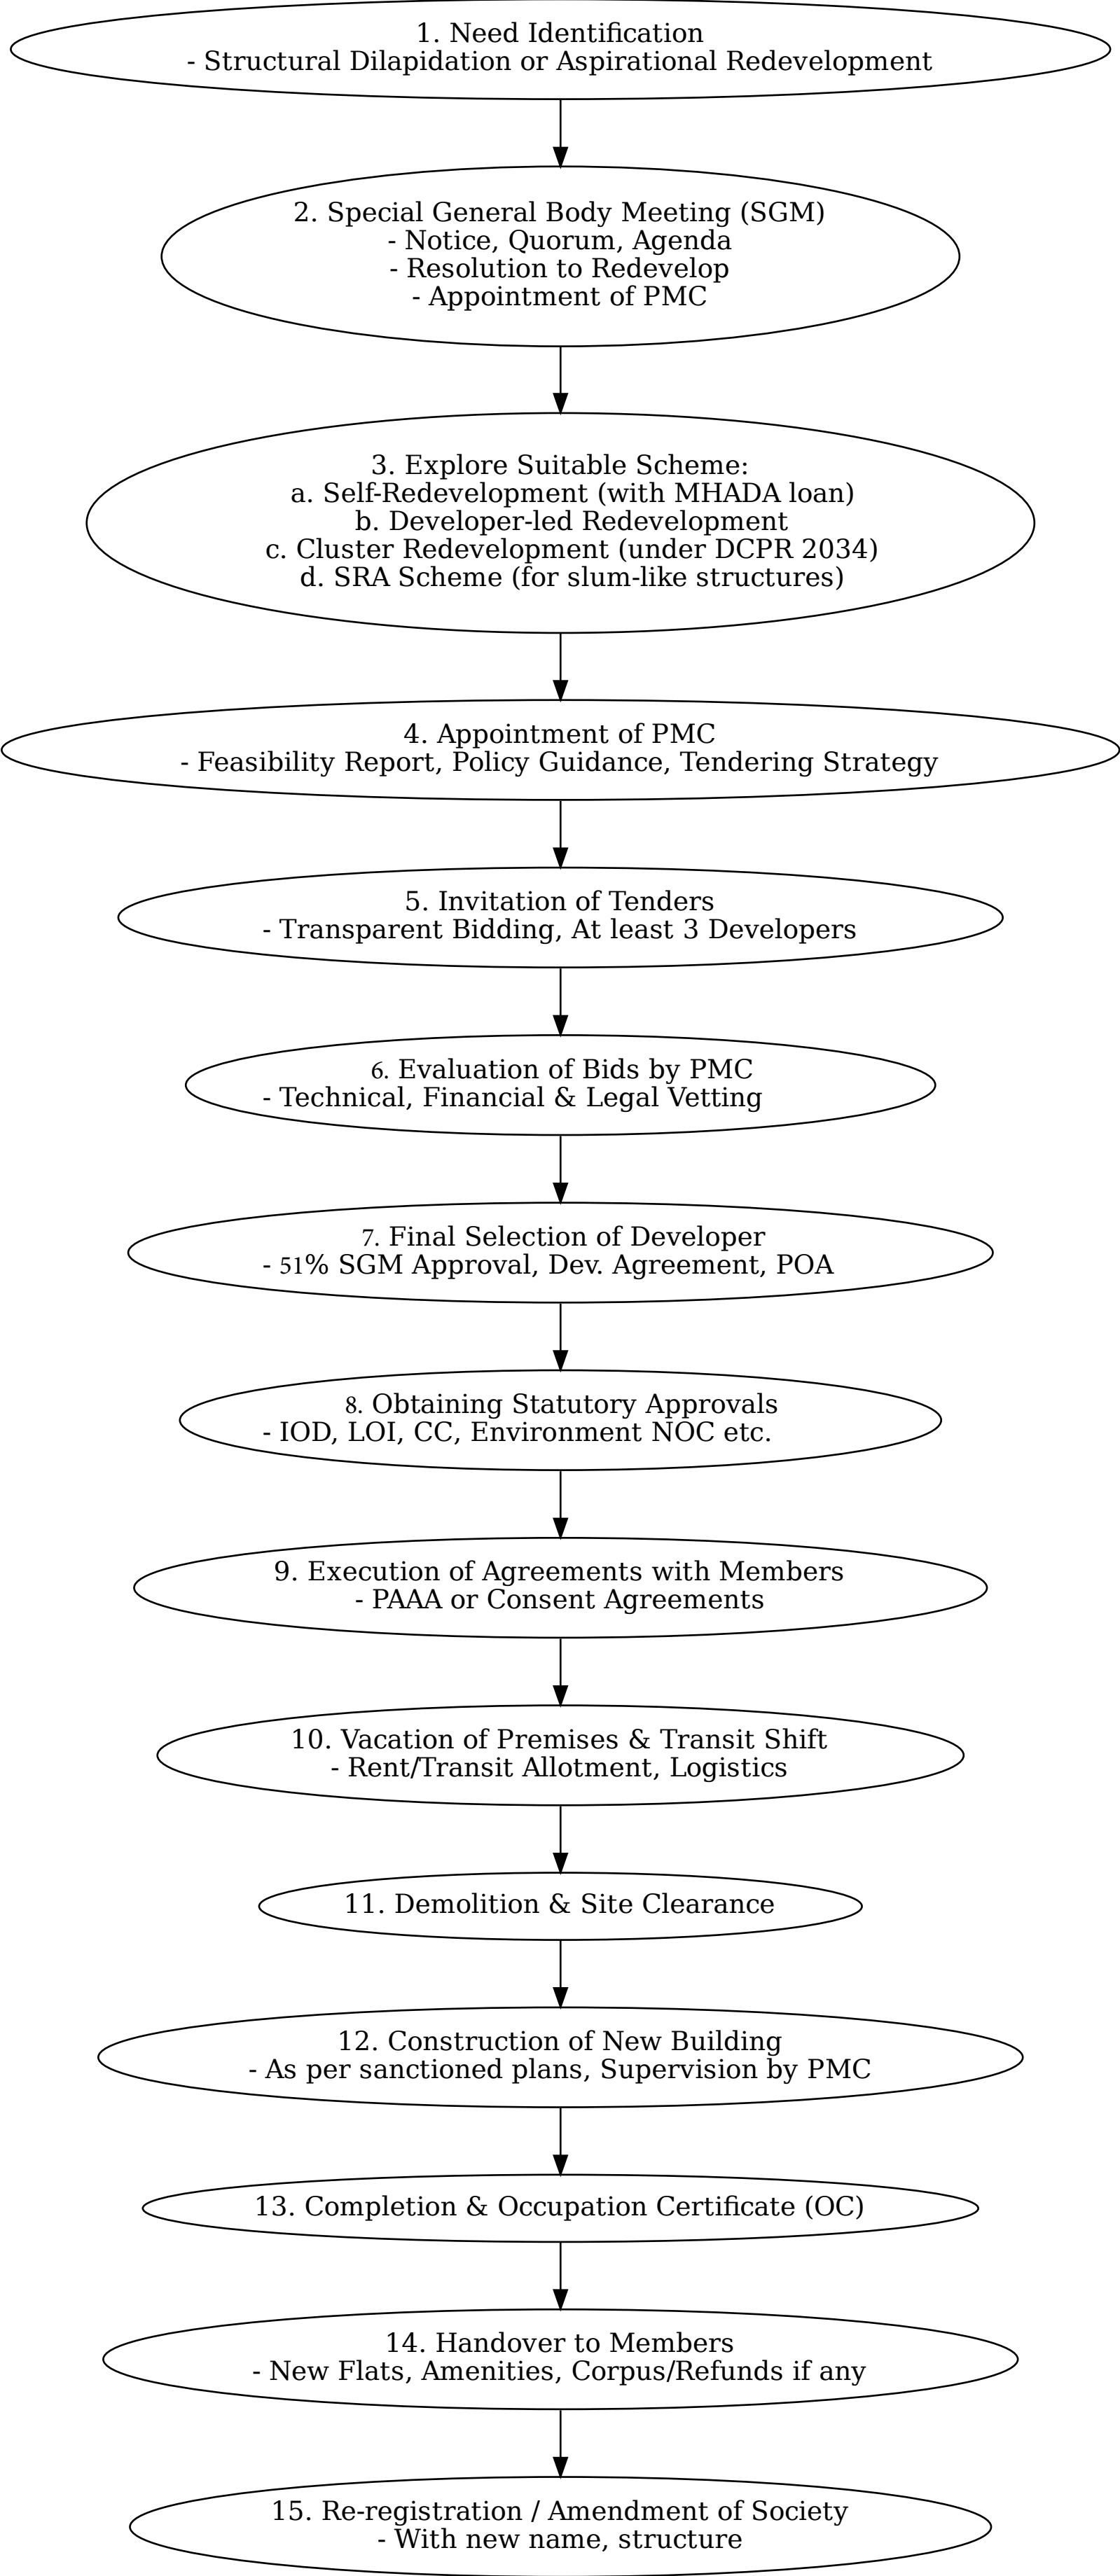 1. Need Identification
- Structural Dilapidation or Aspirational Redevelopment
2. Special General Body Meeting (SGM)
- Notice, Quorum, Agenda
- Resolution to Redevelop
- Appointment of PMC
3. Explore Suitable Scheme:
a. Self-Redevelopment (with MHADA loan)
b. Developer-led Redevelopment
c. Cluster Redevelopment (under DCPR 2034)
d. SRA Scheme (for slum-like structures)
4. Appointment of PMC
- Feasibility Report, Policy Guidance, Tendering Strategy
5. Invitation of Tenders
- Transparent Bidding, At least 3 Developers
6. Evaluation of Bids by PMC
- Technical, Financial & Legal Vetting
7. Final Selection of Developer
- 51% SGM Approval, Dev. Agreement, POA
8. Obtaining Statutory Approvals
- IOD, LOI, CC, Environment NOC etc.
9. Execution of Agreements with Members
- PAAA or Consent Agreements
10. Vacation of Premises & Transit Shift
- Rent/Transit Allotment, Logistics
11. Demolition & Site Clearance
12. Construction of New Building
- As per sanctioned plans, Supervision by PMC
13. Completion & Occupation Certificate (OC)
14. Handover to Members
- New Flats, Amenities, Corpus/Refunds if any
15. Re-registration / Amendment of Society
- With new name, structure